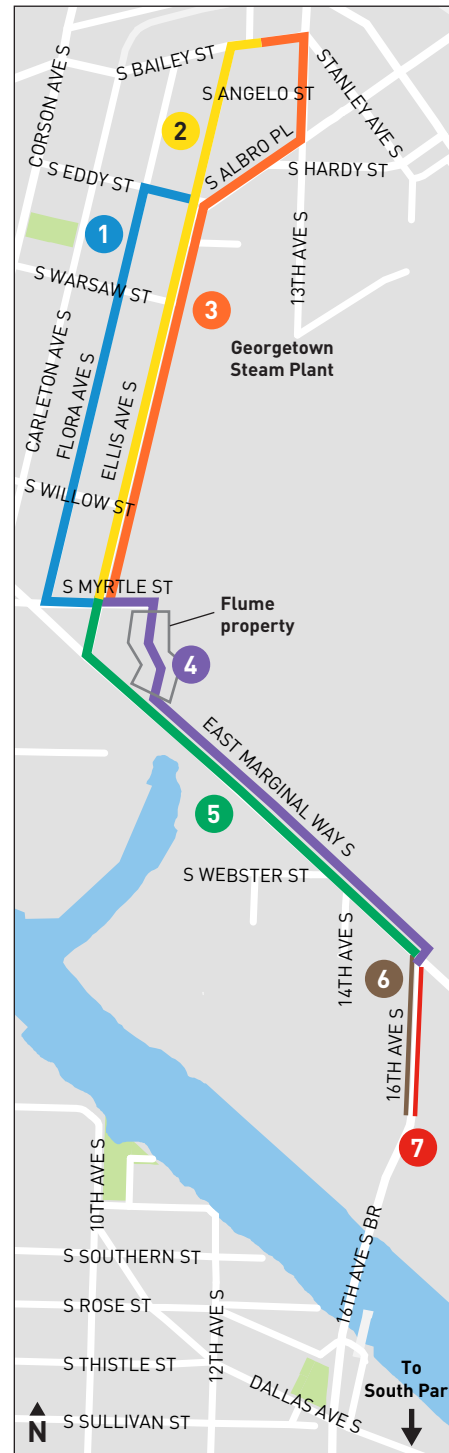 CORSON AVE S
S BAILEY ST
STANLEY AVE S
S ANGELO ST
2
S ALBRO PL
S EDDY ST
S HARDY ST
1
13TH AVE S
S WARSAW ST
3
Georgetown
Steam Plant
CARLETON AVE S
FLORA AVE S
ELLIS AVE S
S WILLOW ST
S MYRTLE ST
Flume
property
4
EAST MARGINAL WAY S
5
S WEBSTER ST
14TH AVE S
6
16TH AVE S
7
10TH AVE S
16TH AVE S BR
S SOUTHERN ST
S ROSE ST
12TH AVE S
S THISTLE ST
DALLAS AVE S
To
South Par
N
S SULLIVAN ST